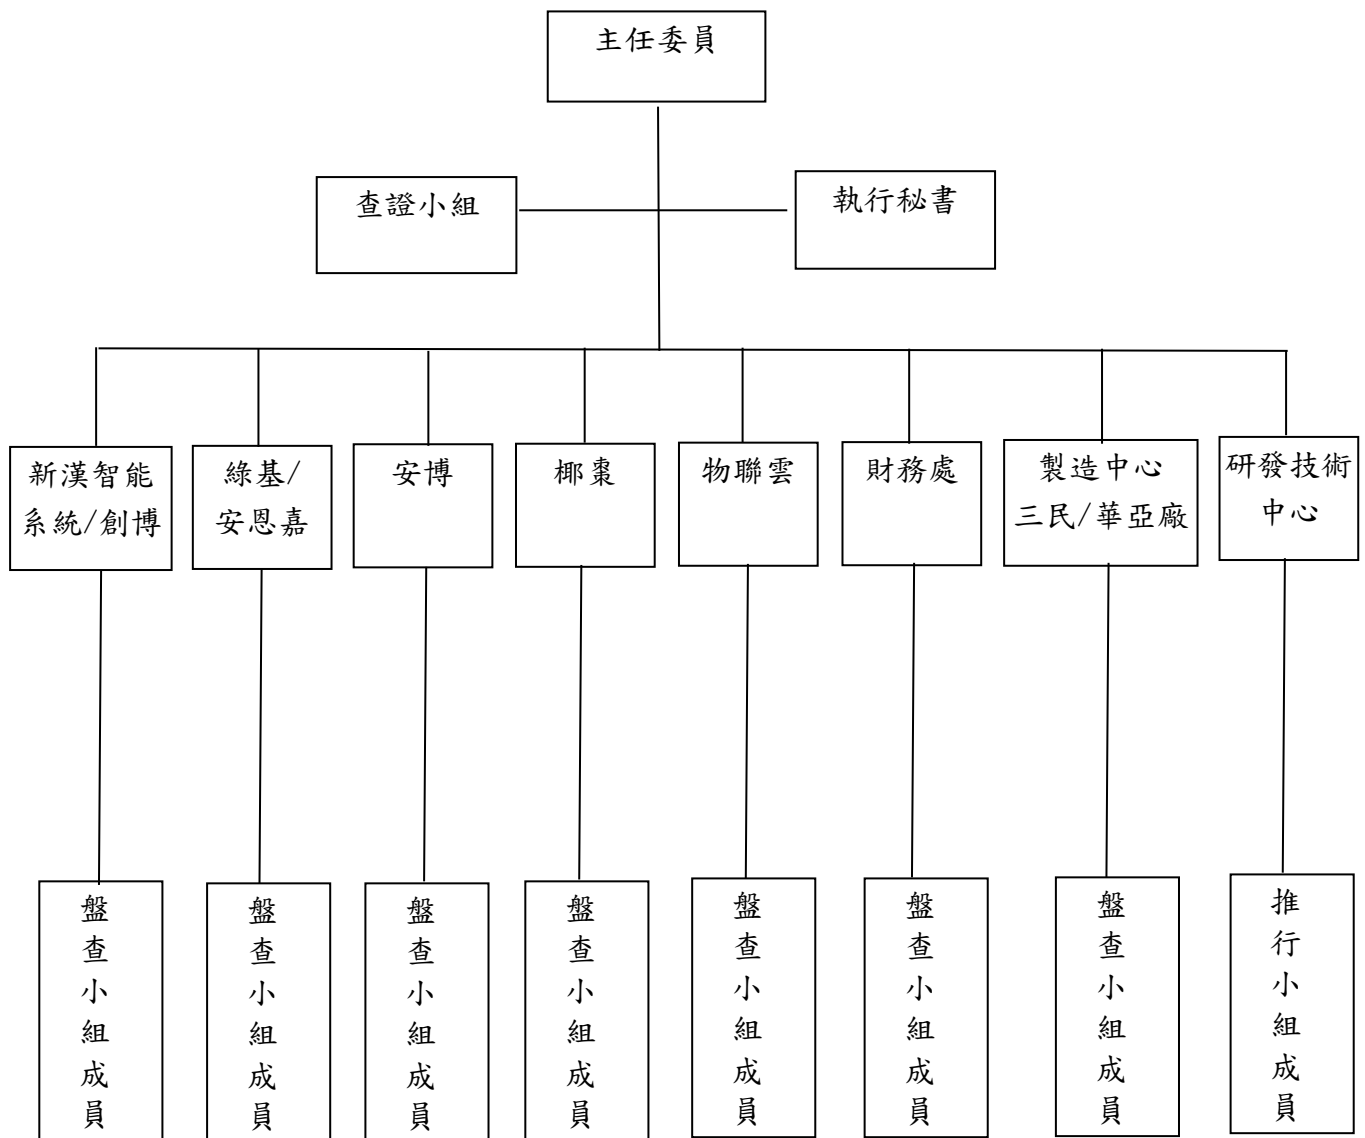 主任委員
查證小組
執行秘書
新漢智能
系統/創博
綠基/
安恩嘉
安博
椰棗
物聯雲
財務處
製造中心
三民/華亞廠
研發技術
中心
盤查小組成員
盤查小組成員
盤查小組成員
盤查小組成員
盤查小組成員
盤查小組成員
盤查小組成員
推行小組成員